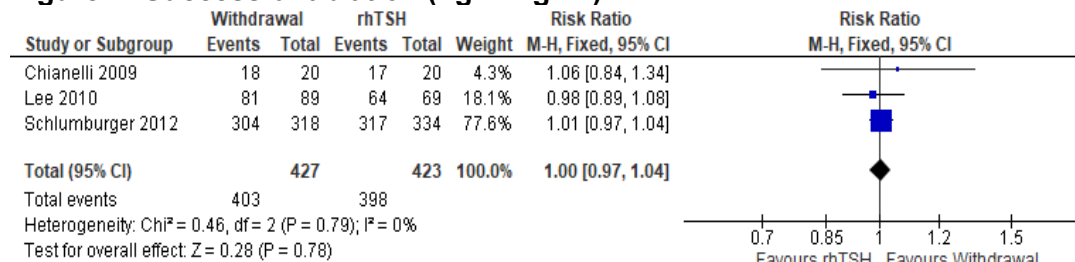 Withdrawal rhTSH Risk Ratio Risk Ratio
Study or Subgroup Events Total Events Total Weight M-H, Fixed, 95% CI M-H, Fixed, 95% CI
Chianelli 2009 18 20 17 20 4.3% 1.06 [0.84, 1.34]
Lee 2010 81 89 64 69 18.1% 0.98 [0.89, 1.08]
Schlumburger 2012 304 318 317 334 77.6% 1.01 [0.97, 1.04]
Total (95% CI) 427 423 100.0% 1.00 [0.97, 1.04]
Total events 403 398
Heterogeneity: Chi² = 0.46, df = 2 (P = 0.79); I² = 0%
Test for overall effect: Z = 0.28 (P = 0.78)
0.7 0.85 1 1.2 1.5
Favours rhTSH Favours Withdrawal